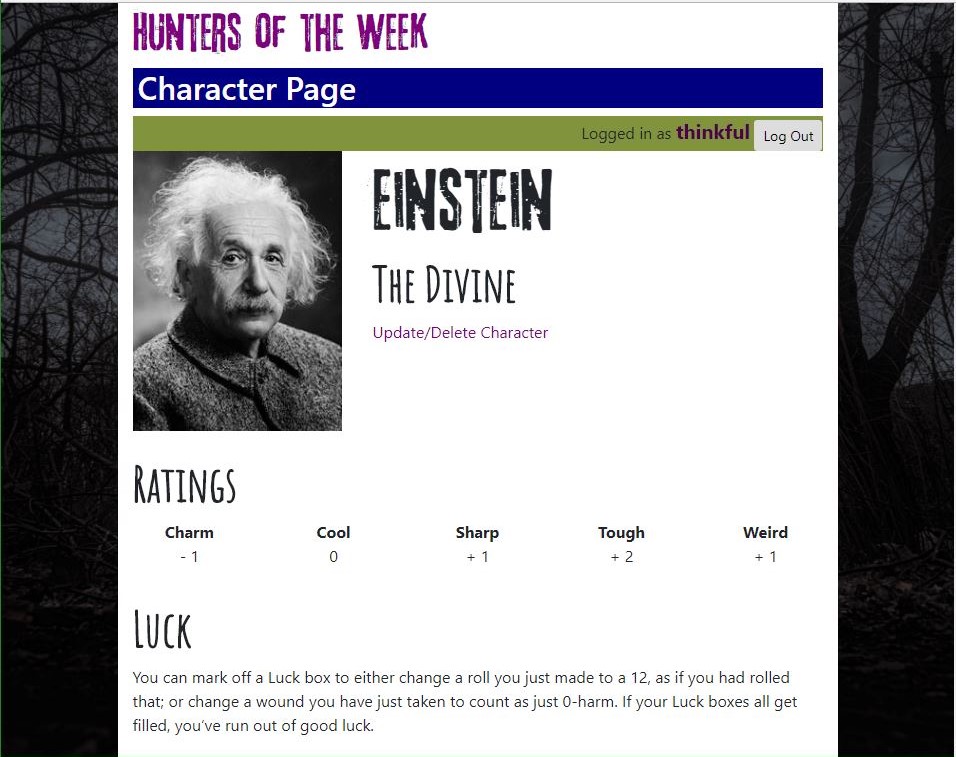 HUNTERS OF THE WEEK
Character Page
Logged in as thinkful Log Out
EINSTEIN
The Divine
Update/Delete Character
Ratings
Charm Cool Sharp Tough Weird
- 1 0 + 1 + 2 + 1
Luck
You can mark off a Luck box to either change a roll you just made to a 12, as if you had rolled
that; or change a wound you have just taken to count as just 0-harm. If your Luck boxes all get
filled, you've run out of good luck.